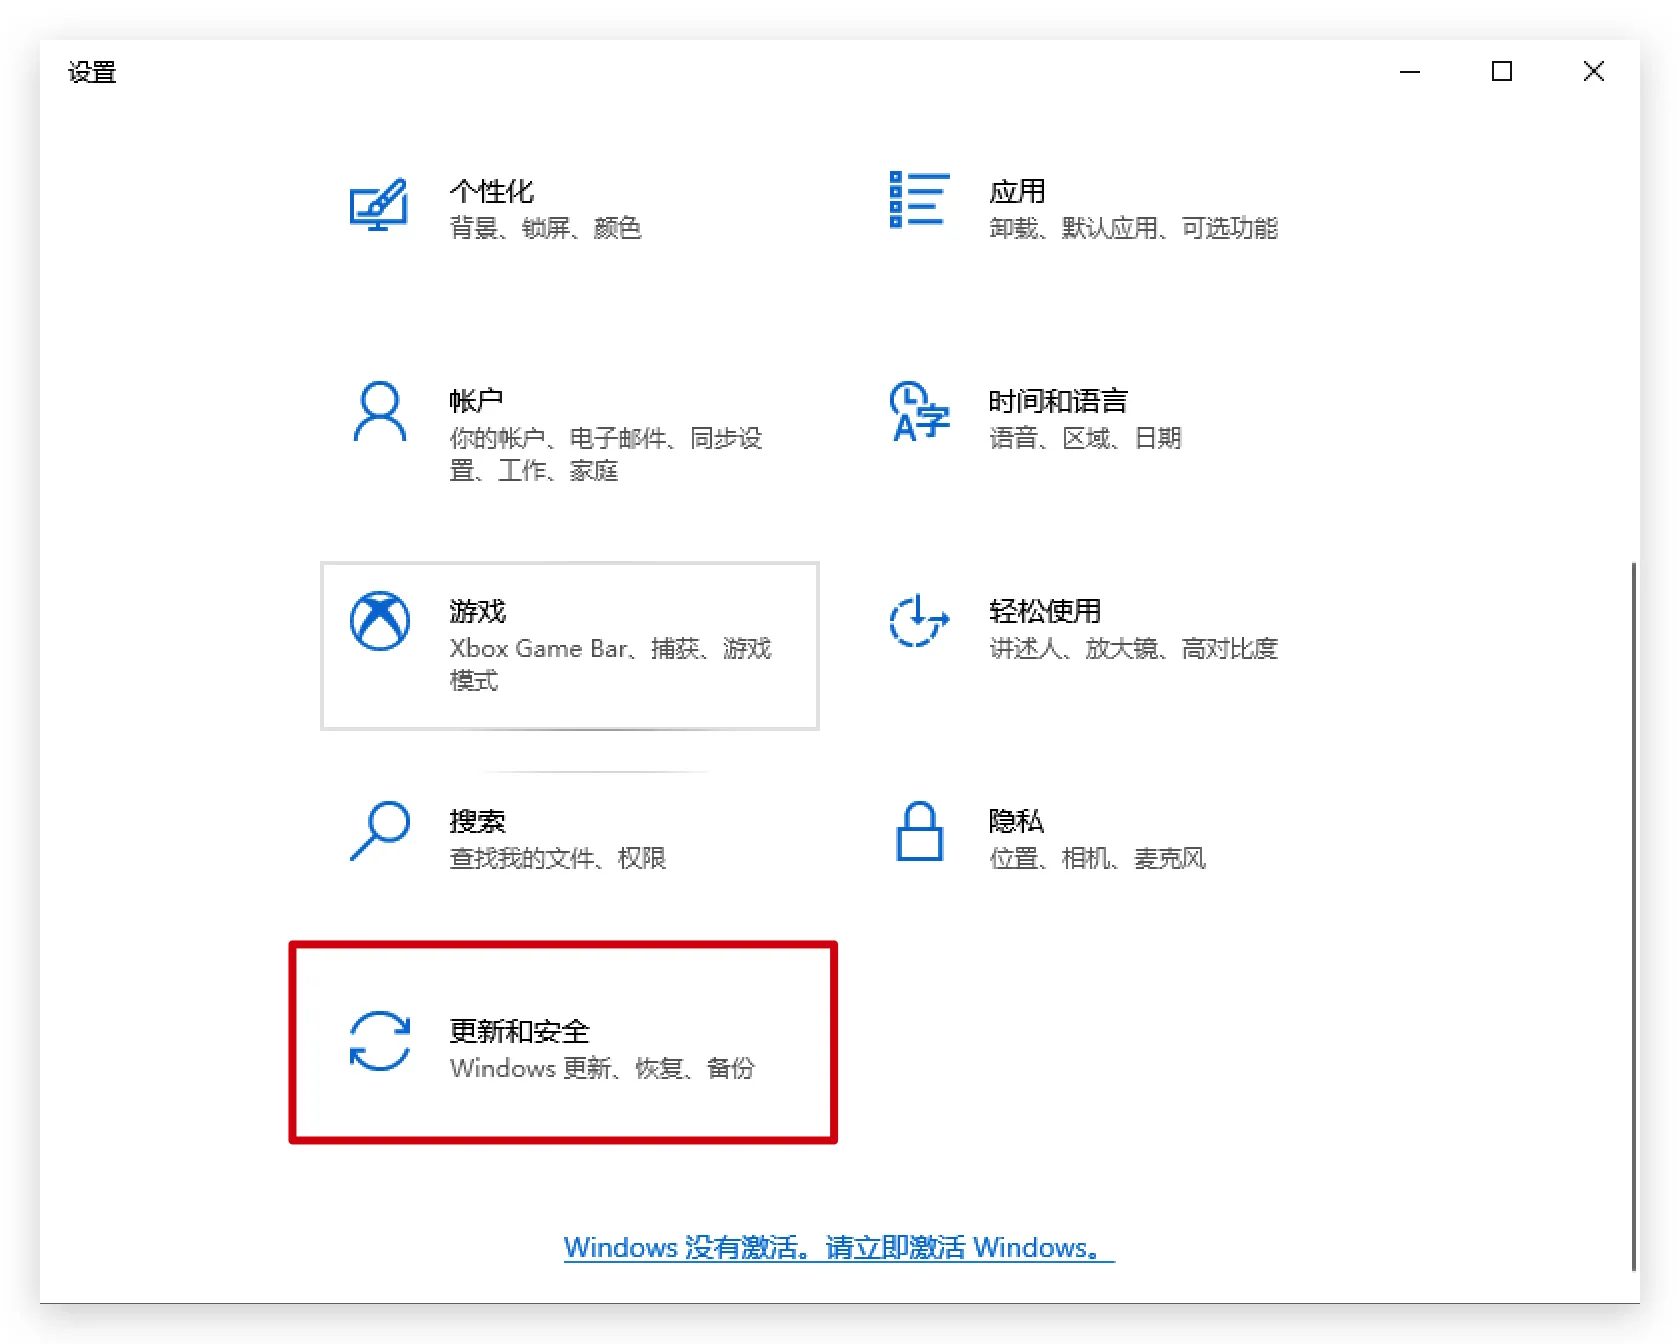 设置
个性化
背景、锁屏、颜色
应用
卸载、默认应用、可选功能
帐户
你的帐户、电子邮件、同步设
置、工作、家庭
时间和语言
语音、区域、日期
游戏
Xbox Game Bar、捕获、游戏
模式
轻松使用
讲述人、放大镜、高对比度
搜索
查找我的文件、权限
隐私
位置、相机、麦克风
更新和安全
Windows 更新、恢复、备份
Windows 没有激活。请立即激活 Windows。